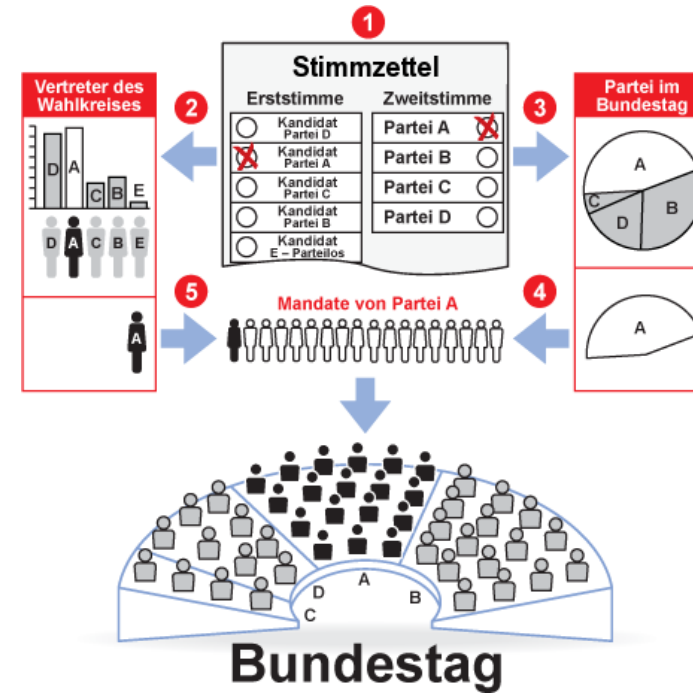 1
Stimmzettel
Erststimme
Zweitstimme
Kandidat
Partei D
Kandidat
Partei A
Kandidat
Partei C
Kandidat
Partei B
Kandidat
E – Parteilos
Partei A
Partei B
Partei C
Partei D
Vertreter des
Wahlkreises
2
D A C B E
D A C B E
3
Partei im
Bundestag
A
B
C
D
5
A
Mandate von Partei A
4
A
D A B
C
Bundestag